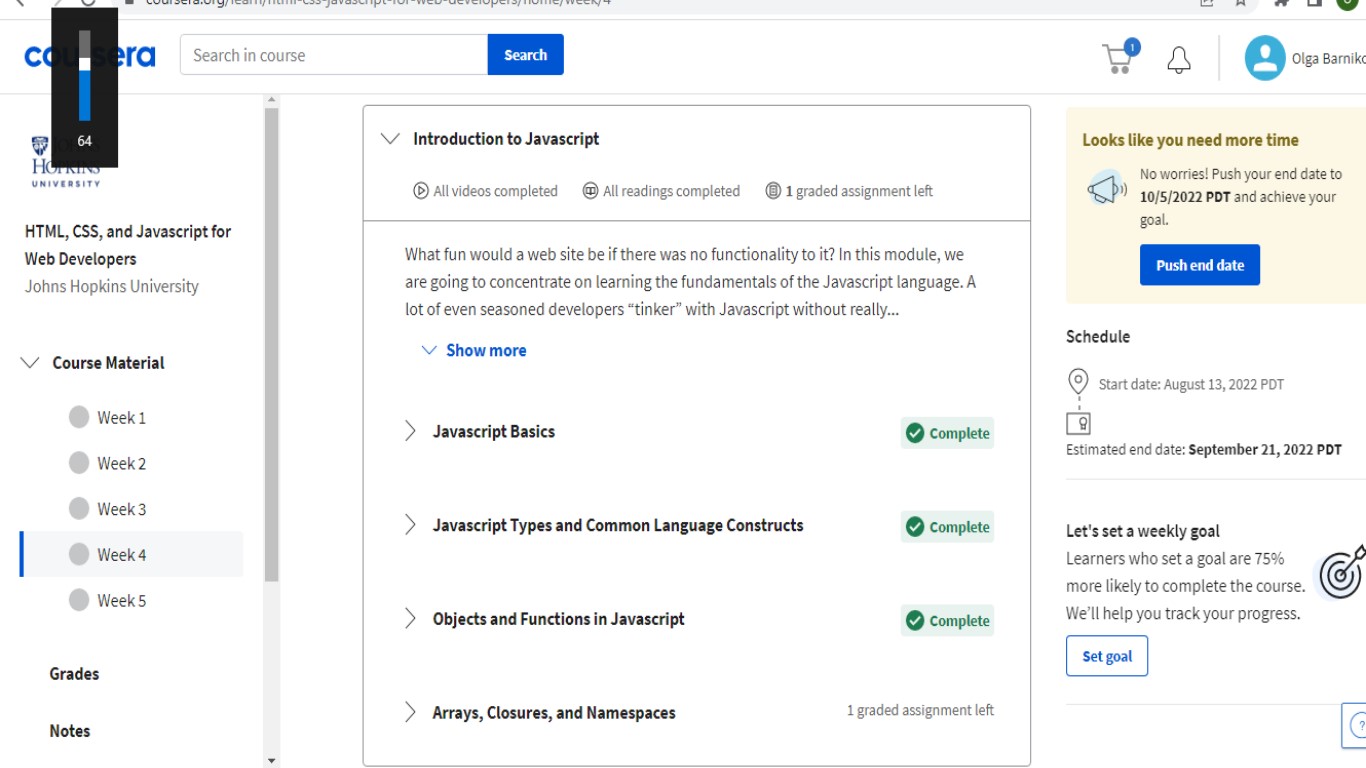 coursera.org/learn/html-css-javascript-for-web-developers/home/week/4
coursera
Search in course
Search
1
Olga Barniko
64
JOHNS
HOPKINS
UNIVERSITY
HTML, CSS, and Javascript for
Web Developers
Johns Hopkins University
Course Material
Week 1
Week 2
Week 3
Week 4
Week 5
Grades
Notes
Introduction to Javascript
All videos completed
All readings completed
1 graded assignment left
What fun would a web site be if there was no functionality to it? In this module, we
are going to concentrate on learning the fundamentals of the Javascript language. A
lot of even seasoned developers “tinker” with Javascript without really...
Show more
Javascript Basics
Complete
Javascript Types and Common Language Constructs
Complete
Objects and Functions in Javascript
Complete
Arrays, Closures, and Namespaces
1 graded assignment left
Looks like you need more time
No worries! Push your end date to
10/5/2022 PDT and achieve your
goal.
Push end date
Schedule
Start date: August 13, 2022 PDT
Estimated end date: September 21, 2022 PDT
Let's set a weekly goal
Learners who set a goal are 75%
more likely to complete the course.
We’ll help you track your progress.
Set goal
?